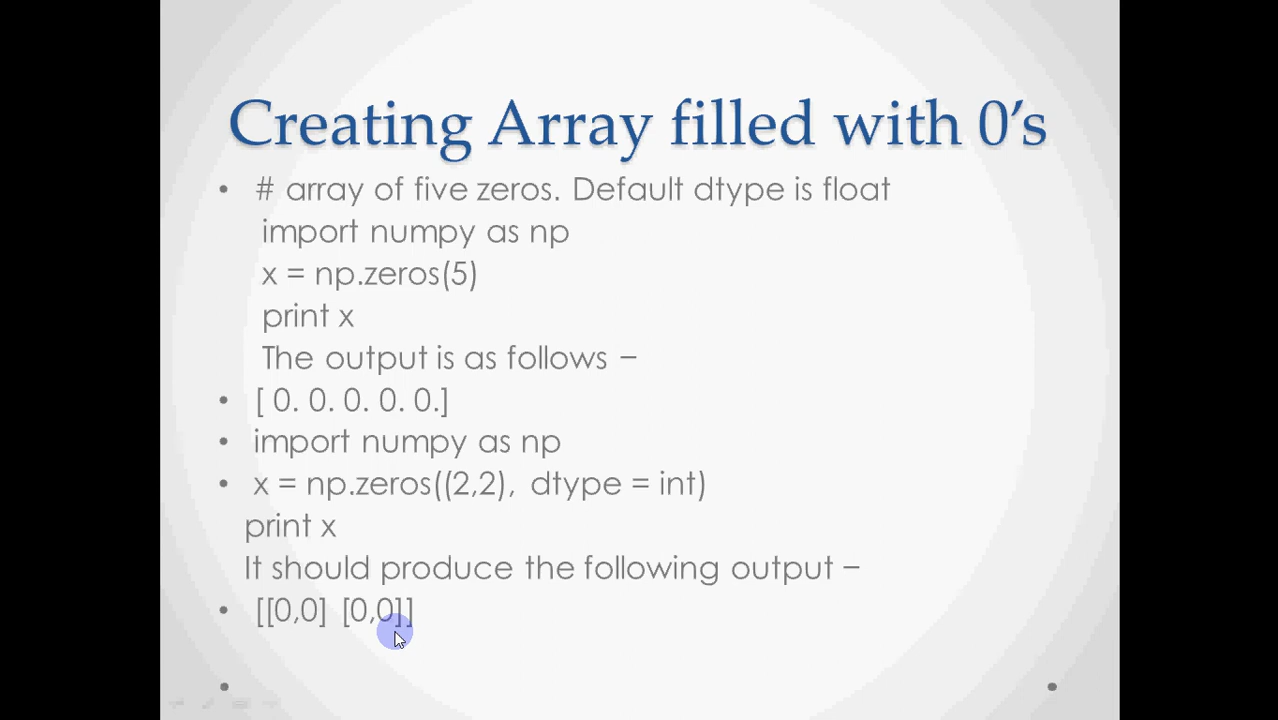 Creating Array filled with 0’s
• # array of five zeros. Default dtype is float
import numpy as np
x = np.zeros(5)
print x
The output is as follows −
• [ 0. 0. 0. 0. 0.]
• import numpy as np
• x = np.zeros((2,2), dtype = int)
print x
It should produce the following output −
• [[0,0] [0,0]]